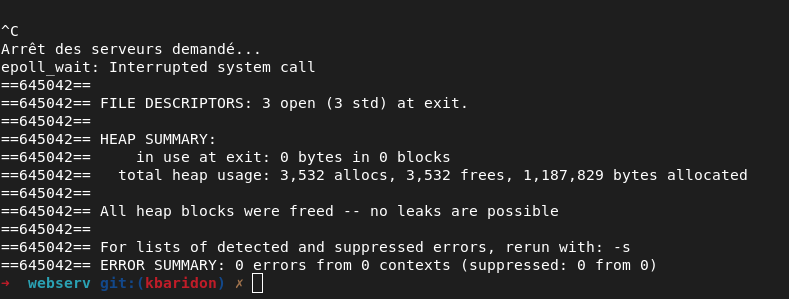 ^C
Arrêt des serveurs demandé...
epoll_wait: Interrupted system call
==645042==
==645042== FILE DESCRIPTORS: 3 open (3 std) at exit.
==645042==
==645042== HEAP SUMMARY:
==645042==     in use at exit: 0 bytes in 0 blocks
==645042==   total heap usage: 3,532 allocs, 3,532 frees, 1,187,829 bytes allocated
==645042==
==645042== All heap blocks were freed -- no leaks are possible
==645042==
==645042== For lists of detected and suppressed errors, rerun with: -s
==645042== ERROR SUMMARY: 0 errors from 0 contexts (suppressed: 0 from 0)
➜  webserv git:(kbaridon) ✗